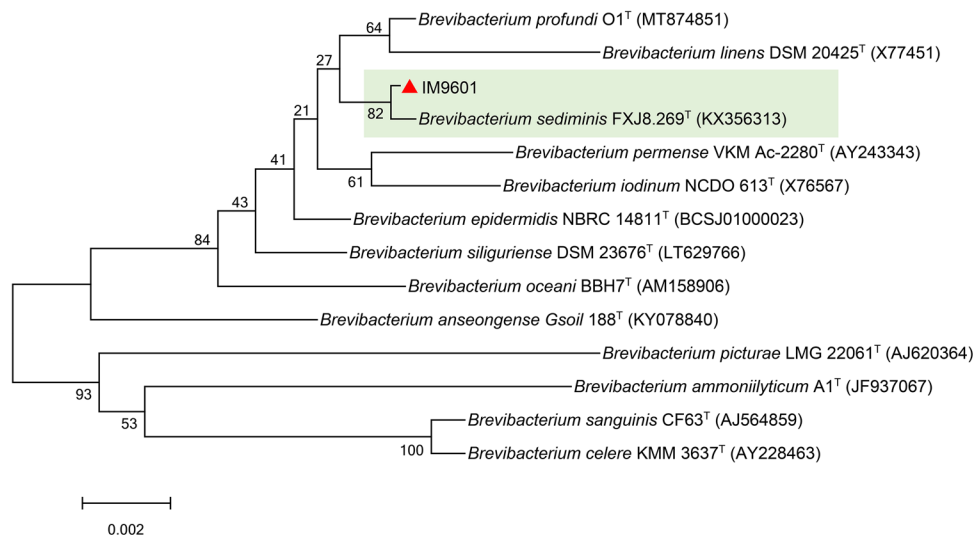 Brevibacterium profundi O1ᵀ (MT874851)
64
Brevibacterium linens DSM 20425ᵀ (X77451)
27
IM9601
82
Brevibacterium sediminis FXJ8.269ᵀ (KX356313)
21
Brevibacterium permense VKM Ac-2280ᵀ (AY243343)
41
61
Brevibacterium iodinum NCDO 613ᵀ (X76567)
43
Brevibacterium epidermidis NBRC 14811ᵀ (BCSJ01000023)
84
Brevibacterium siliguriense DSM 23676ᵀ (LT629766)
Brevibacterium oceani BBH7ᵀ (AM158906)
Brevibacterium anseongense Gsoil 188ᵀ (KY078840)
Brevibacterium picturae LMG 22061ᵀ (AJ620364)
93
Brevibacterium ammoniilyticum A1ᵀ (JF937067)
53
Brevibacterium sanguinis CF63ᵀ (AJ564859)
100
Brevibacterium celere KMM 3637ᵀ (AY228463)
0.002